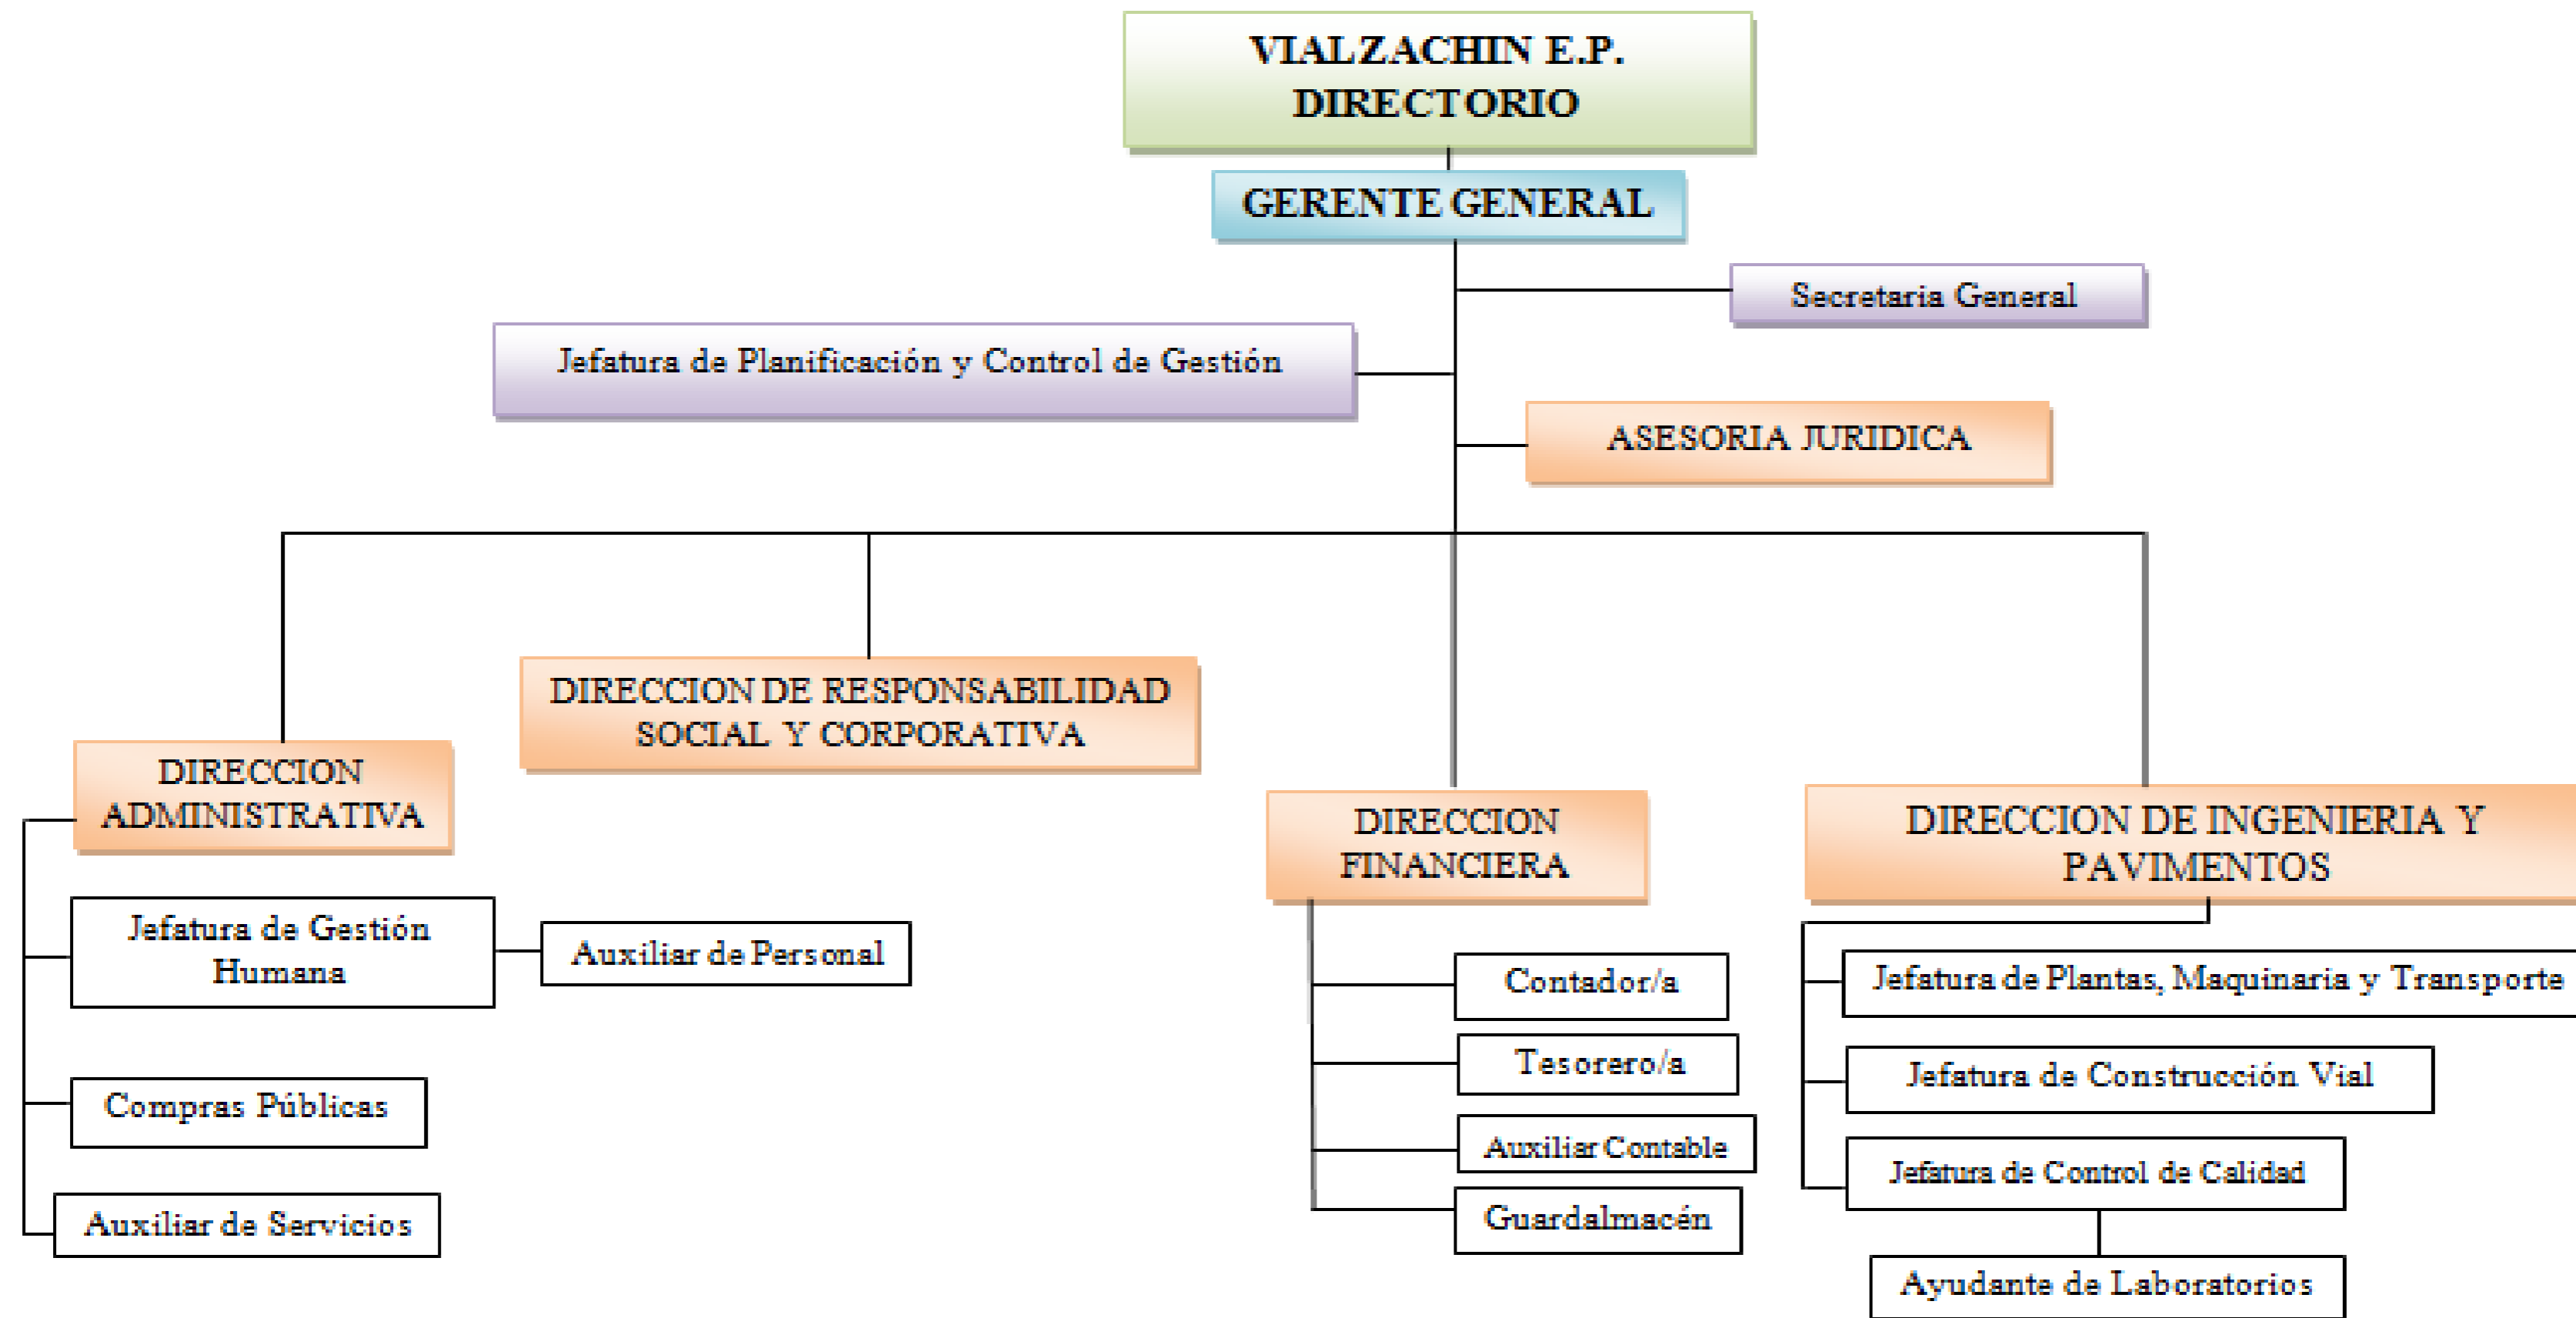 VIALZACHIN E.P.
DIRECTORIO
GERENTE GENERAL
Secretaria General
Jefatura de Planificación y Control de Gestión
ASESORIA JURIDICA
DIRECCION DE RESPONSABILIDAD
SOCIAL Y CORPORATIVA
DIRECCION
ADMINISTRATIVA
DIRECCION
FINANCIERA
DIRECCION DE INGENIERIA Y
PAVIMENTOS
Jefatura de Gestión
Humana
Auxiliar de Personal
Compras Públicas
Auxiliar de Servicios
Contador/a
Tesorero/a
Auxiliar Contable
Guardalmacén
Jefatura de Plantas, Maquinaria y Transporte
Jefatura de Construcción Vial
Jefatura de Control de Calidad
Ayudante de Laboratorios